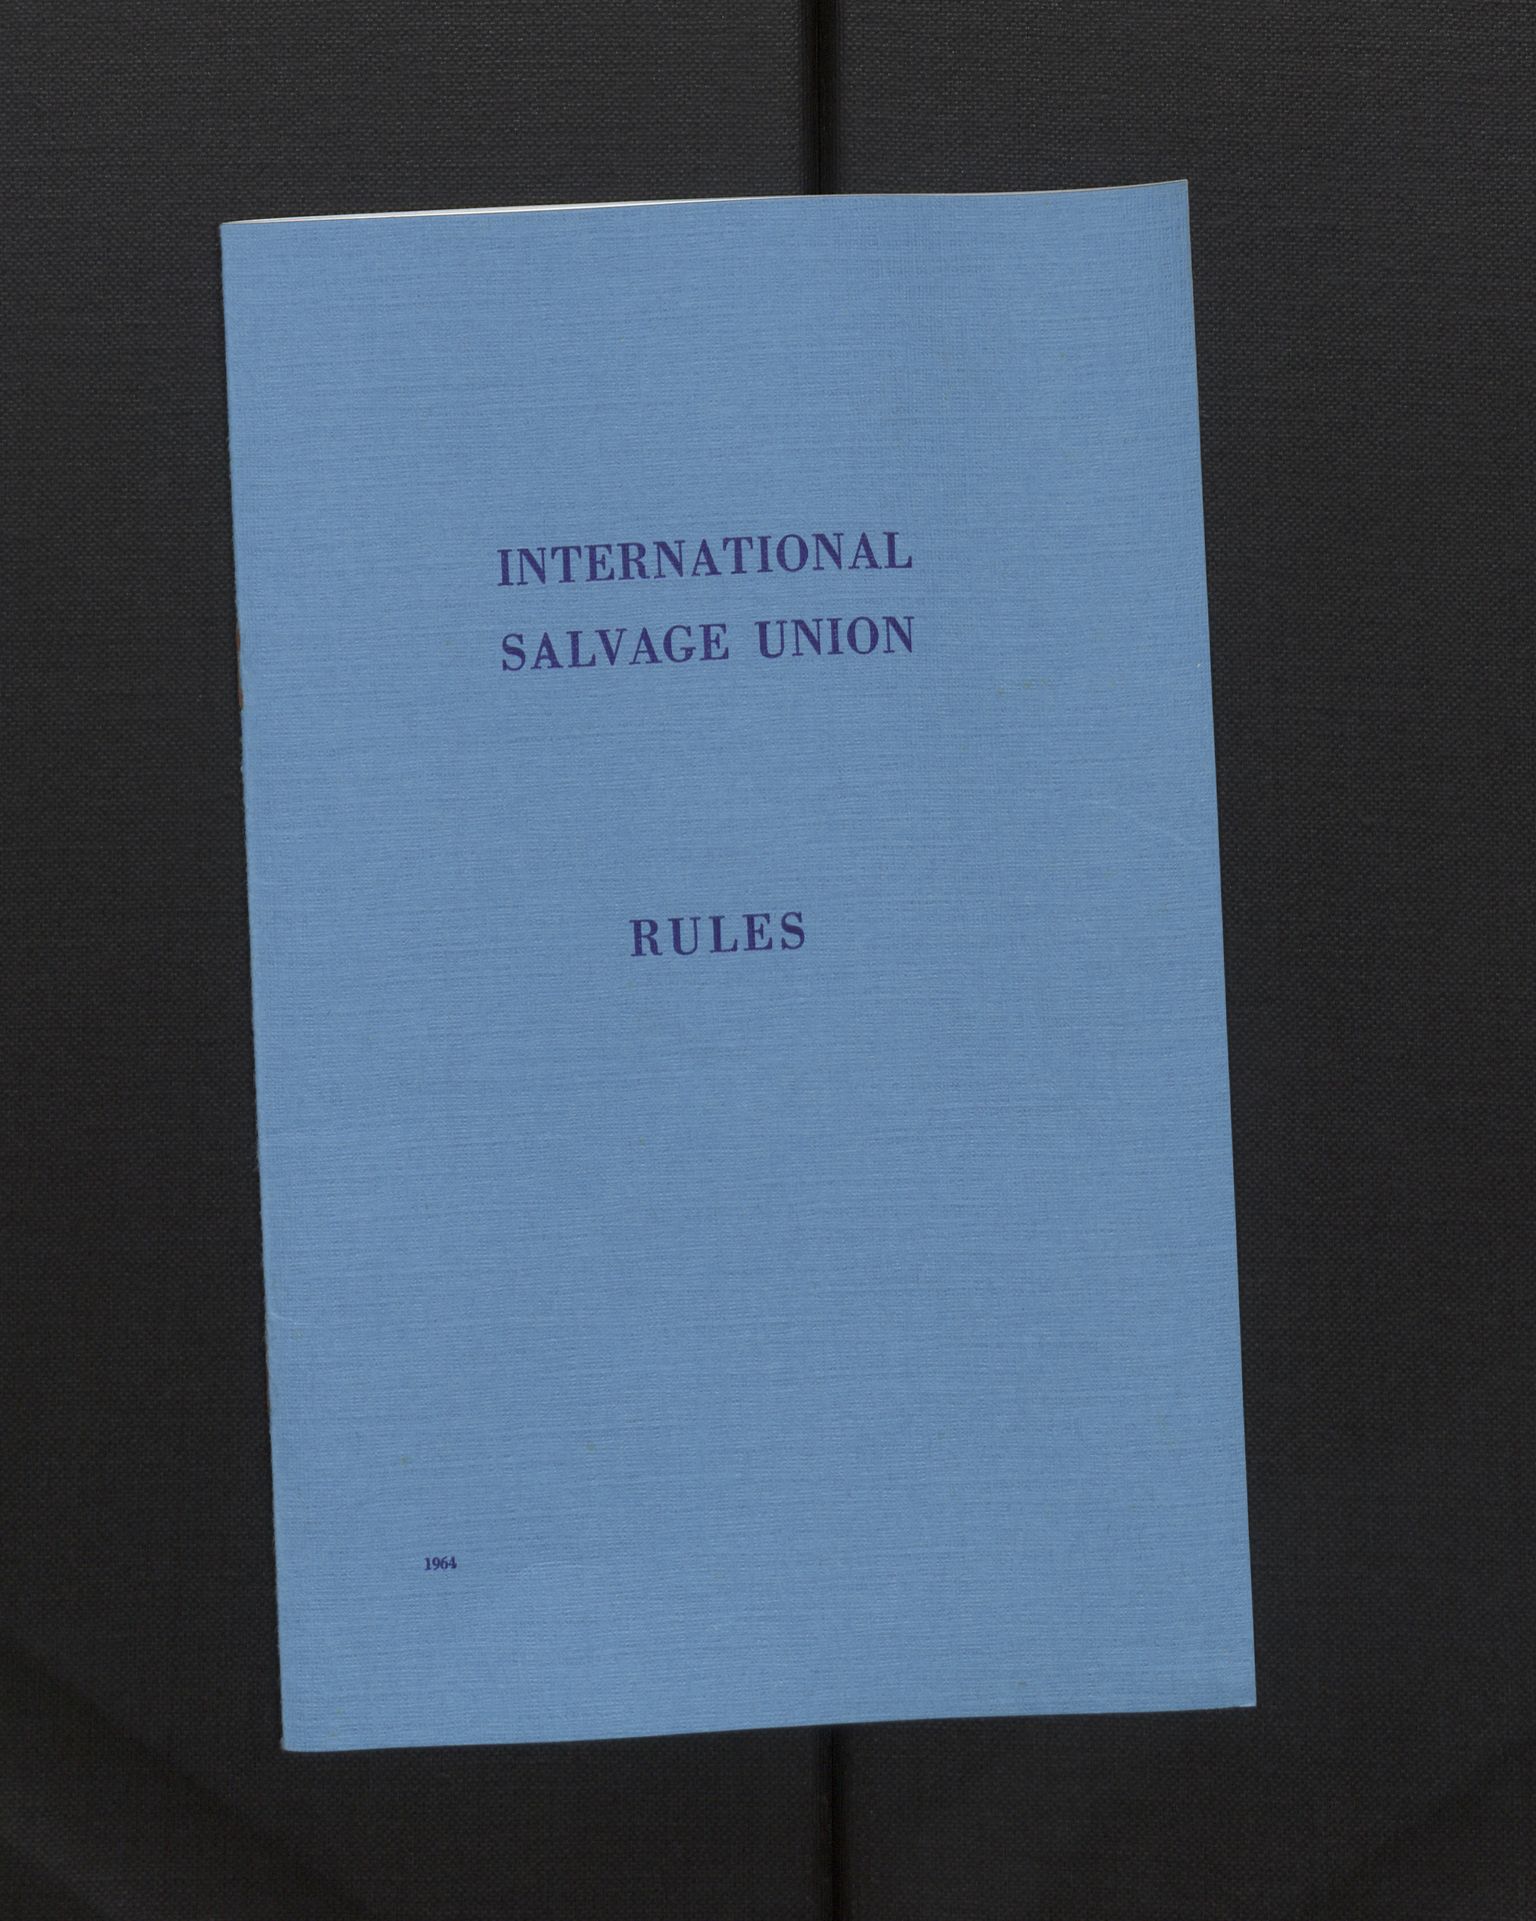 INTERNATIONAL
SALVAGE UNION
RULES
1964